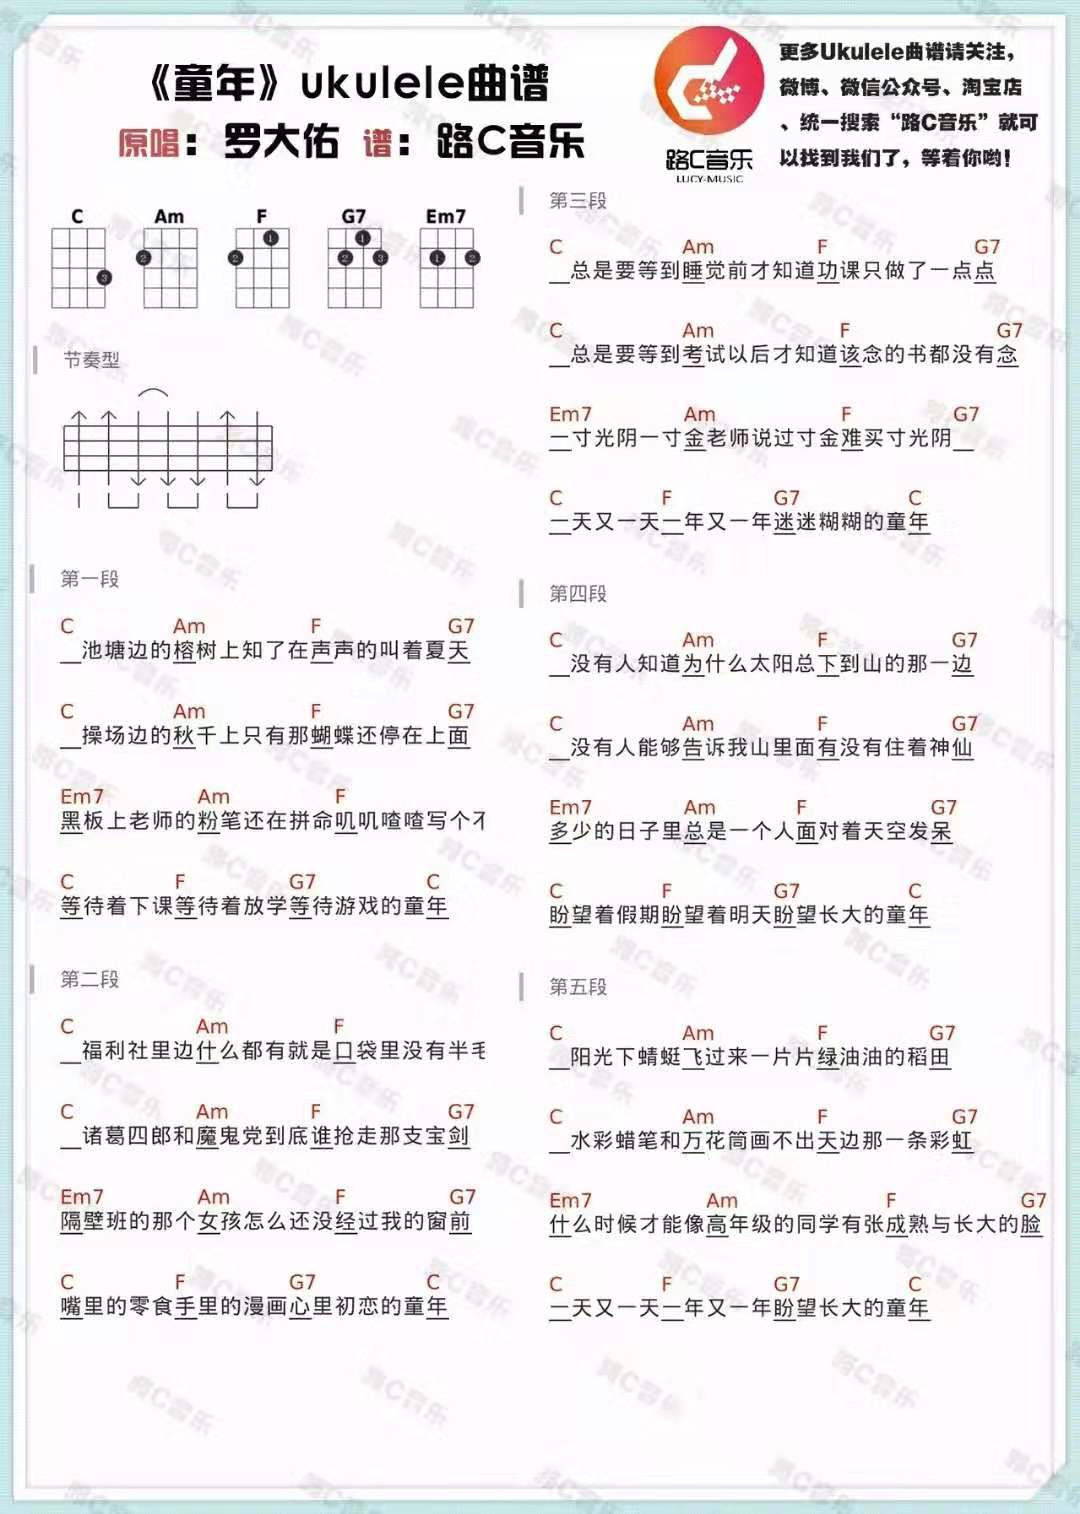 《童年》ukulele曲谱
原唱：罗大佑 谱：路C音乐
路C音乐
LUCY-MUSIC
更多Ukulele曲谱请关注，
微博、微信公众号、淘宝店
、统一搜索“路C音乐”就可
以找到我们了，等着你哟！
C Am F G7 Em7
3
2
2 1
2 1 3
1 2
节奏型
第一段
C Am F G7
__池塘边的榕树上知了在声声的叫着夏天
C Am F G7
__操场边的秋千上只有那蝴蝶还停在上面
Em7 Am F
黑板上老师的粉笔还在拼命叽叽喳喳写个不
C F G7 C
等待着下课等待着放学等待游戏的童年
第二段
C Am F
__福利社里边什么都有就是口袋里没有半毛
C Am F G7
__诸葛四郎和魔鬼党到底谁抢走那支宝剑
Em7 Am F G7
隔壁班的那个女孩怎么还没经过我的窗前
C F G7 C
嘴里的零食手里的漫画心里初恋的童年
第三段
C Am F G7
__总是要等到睡觉前才知道功课只做了一点点
C Am F G7
__总是要等到考试以后才知道该念的书都没有念
Em7 Am F G7
一寸光阴一寸金老师说过寸金难买寸光阴__
C F G7 C
一天又一天一年又一年迷迷糊糊的童年
第四段
C Am F G7
__没有人知道为什么太阳总下到山的那一边
C Am F G7
__没有人能够告诉我山里面有没有住着神仙
Em7 Am F G7
多少的日子里总是一个人面对着天空发呆
C F G7 C
盼望着假期盼望着明天盼望长大的童年
第五段
C Am F G7
__阳光下蜻蜓飞过来一片片绿油油的稻田
C Am F G7
__水彩蜡笔和万花筒画不出天边那一条彩虹
Em7 Am F G7
什么时候才能像高年级的同学有张成熟与长大的脸
C F G7 C
一天又一天一年又一年盼望长大的童年